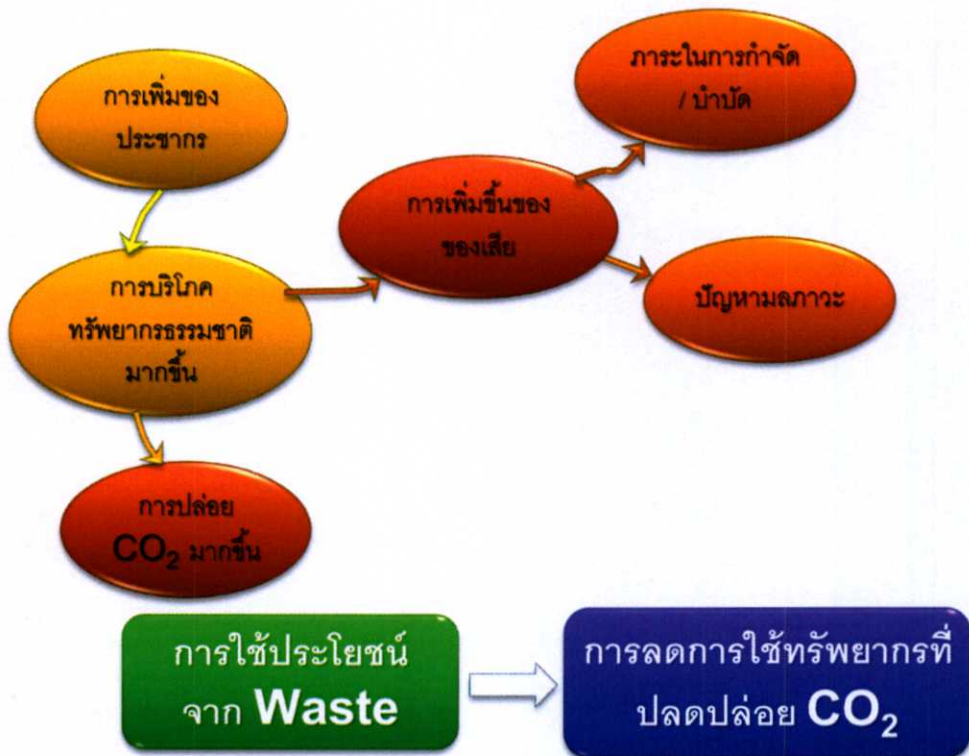 การเพิ่มของ
ประชากร
การบริโภค
ทรัพยากรธรรมชาติ
มากขึ้น
การปล่อย
CO₂ มากขึ้น
การเพิ่มขึ้นของ
ของเสีย
ภาระในการกำจัด
/ บำบัด
ปัญหามลภาวะ
การใช้ประโยชน์
จาก Waste
การลดการใช้ทรัพยากรที่
ปลดปล่อย CO₂